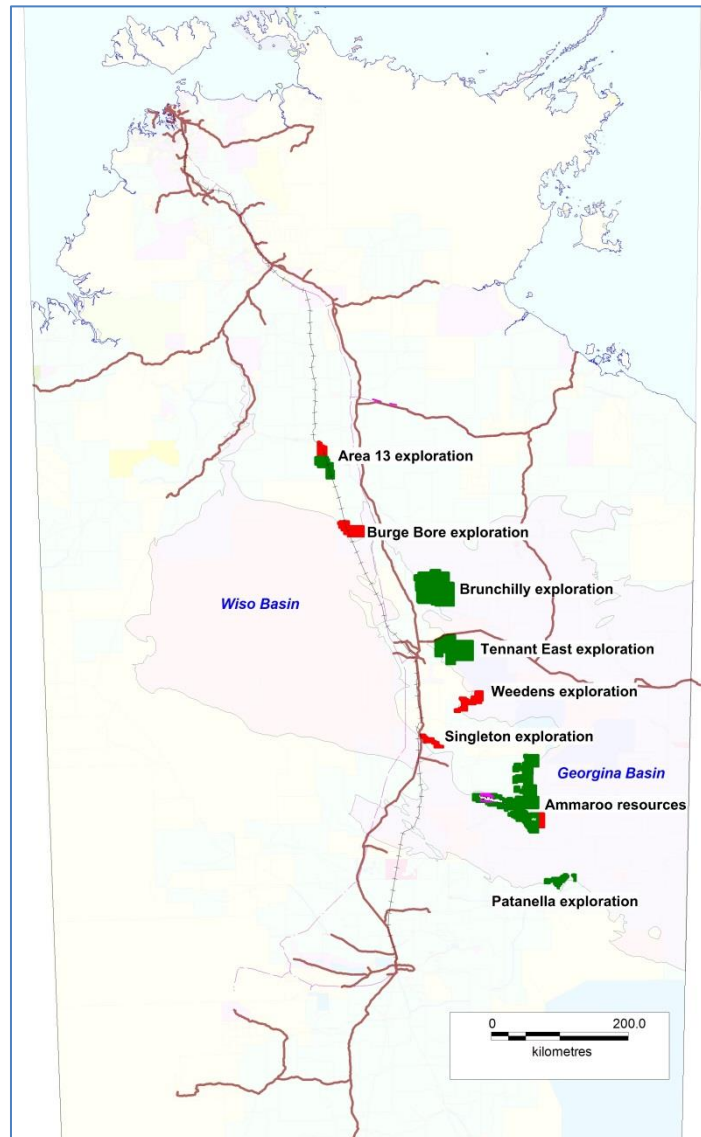 Area 13 exploration
Burge Bore exploration
Brunchilly exploration
Wiso Basin
Tennant East exploration
Weedens exploration
Singleton exploration
Georgina Basin
Ammaroo resources
Patanella exploration
0 200.0
kilometres